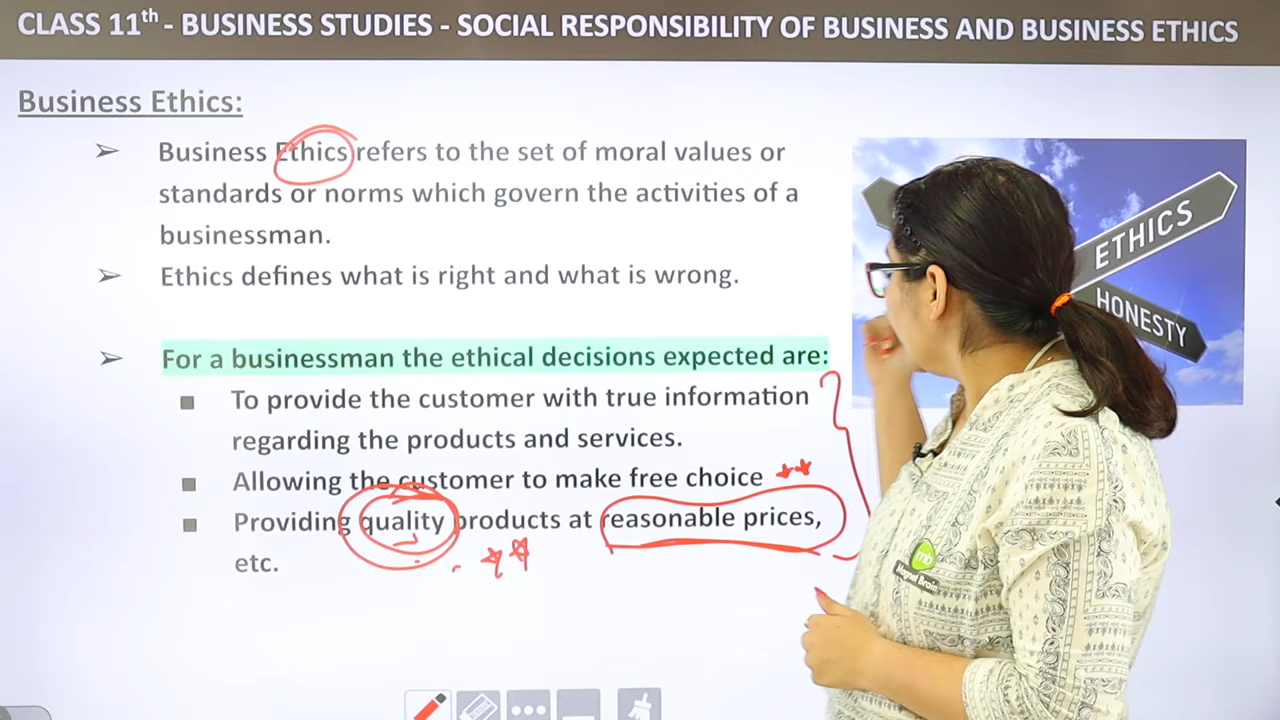 CLASS 11th - BUSINESS STUDIES - SOCIAL RESPONSIBILITY OF BUSINESS AND BUSINESS ETHICS
Business Ethics:
➢ Business Ethics refers to the set of moral values or
standards or norms which govern the activities of a
businessman.
➢ Ethics defines what is right and what is wrong.
➢ For a businessman the ethical decisions expected are:
▪ To provide the customer with true information
regarding the products and services.
▪ Allowing the customer to make free choice
▪ Providing quality products at reasonable prices,
etc.
ETHICS
HONESTY
mb
Magnet Brains